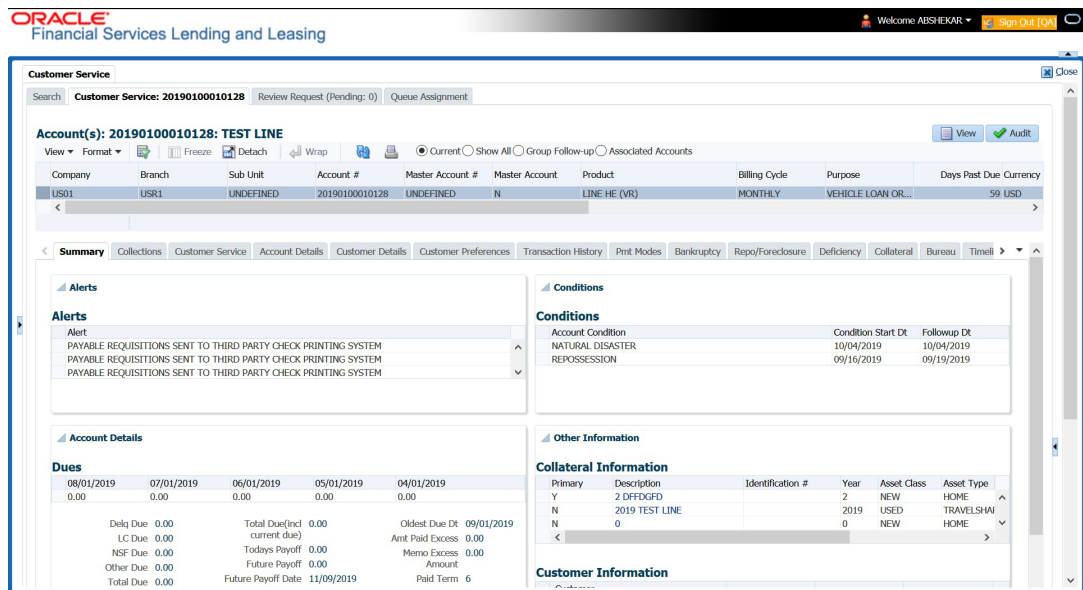 ORACLE®
Financial Services Lending and Leasing
Welcome ABSHEKAR
Sign Out [QA]
Customer Service
Close
Search Customer Service: 20190100010128 Review Request (Pending: 0) Queue Assignment
Account(s): 20190100010128: TEST LINE
View Audit
View Format Freeze Detach Wrap Current Show All Group Follow-up Associated Accounts
Company Branch Sub Unit Account # Master Account # Master Account Product Billing Cycle Purpose Days Past Due Currency
US01 USR1 UNDEFINED 20190100010128 UNDEFINED N LINE HE (VR) MONTHLY VEHICLE LOAN OR... 59 USD
Summary Collections Customer Service Account Details Customer Details Customer Preferences Transaction History Pmt Modes Bankruptcy Repo/Foreclosure Deficiency Collateral Bureau Timeli
Alerts
Alerts
Alert
PAYABLE REQUISITIONS SENT TO THIRD PARTY CHECK PRINTING SYSTEM
PAYABLE REQUISITIONS SENT TO THIRD PARTY CHECK PRINTING SYSTEM
PAYABLE REQUISITIONS SENT TO THIRD PARTY CHECK PRINTING SYSTEM
Conditions
Conditions
Account Condition Condition Start Dt Followup Dt
NATURAL DISASTER 10/04/2019 10/04/2019
REPOSSESSION 09/16/2019 09/19/2019
Account Details
Dues
08/01/2019 07/01/2019 06/01/2019 05/01/2019 04/01/2019
0.00 0.00 0.00 0.00 0.00
Delq Due 0.00
LC Due 0.00
NSF Due 0.00
Other Due 0.00
Total Due 0.00
Total Due(incl 0.00
current due)
Todays Payoff 0.00
Future Payoff 0.00
Future Payoff Date 11/09/2019
Oldest Due Dt 09/01/2019
Amt Paid Excess 0.00
Memo Excess 0.00
Amount
Paid Term 6
Other Information
Collateral Information
Primary Description Identification # Year Asset Class Asset Type
Y 2 DFFDGFD 2 NEW HOME
N 2019 TEST LINE 2019 USED TRAVELSHAI
N 0 0 NEW HOME
Customer Information